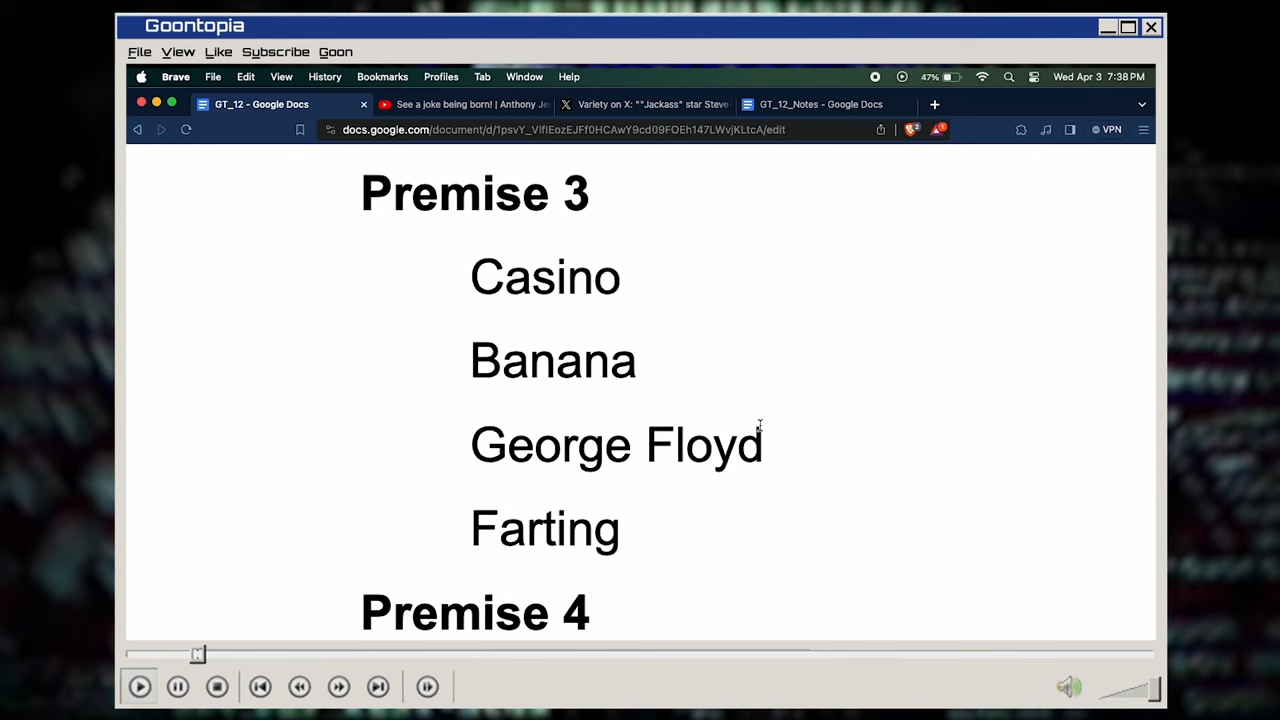 Goontopia
File View Like Subscribe Goon
Brave File Edit View History Bookmarks Profiles Tab Window Help 47% Wed Apr 3 7:38 PM
GT_12 - Google Docs See a joke being born! | Anthony Je Variety on X: ""Jackass" star Steve- GT_12_Notes - Google Docs
docs.google.com/document/d/1psvY_VlfIEozEJFf0HCAwY9cd09FOEh147LWvjKLtcA/edit 2 1 VPN
Premise 3
Casino
Banana
George Floyd
Farting
Premise 4